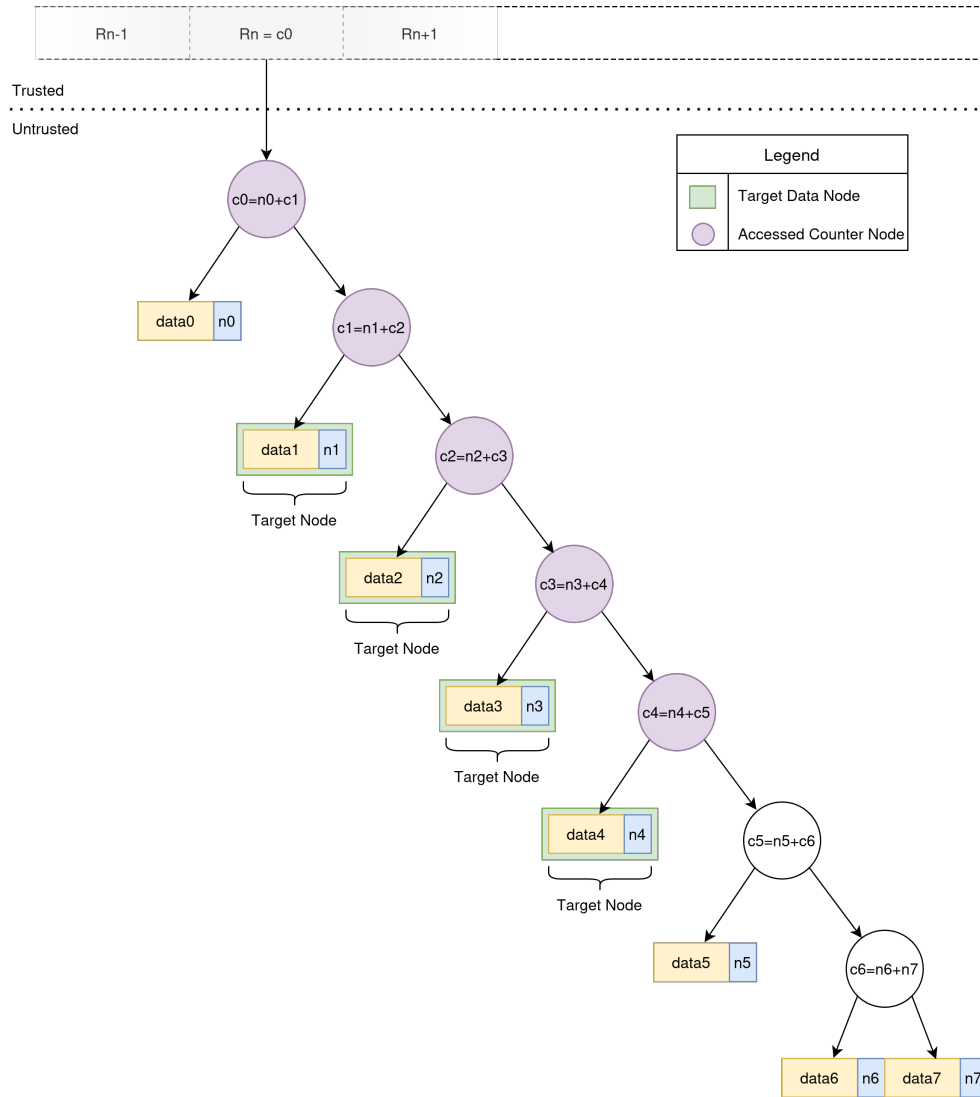 Rn-1
Rn = c0
Rn+1
Trusted
Untrusted
Legend
Target Data Node
Accessed Counter Node
c0=n0+c1
data0
n0
c1=n1+c2
data1
n1
Target Node
c2=n2+c3
data2
n2
Target Node
c3=n3+c4
data3
n3
Target Node
c4=n4+c5
data4
n4
Target Node
c5=n5+c6
data5
n5
c6=n6+n7
data6
n6
data7
n7